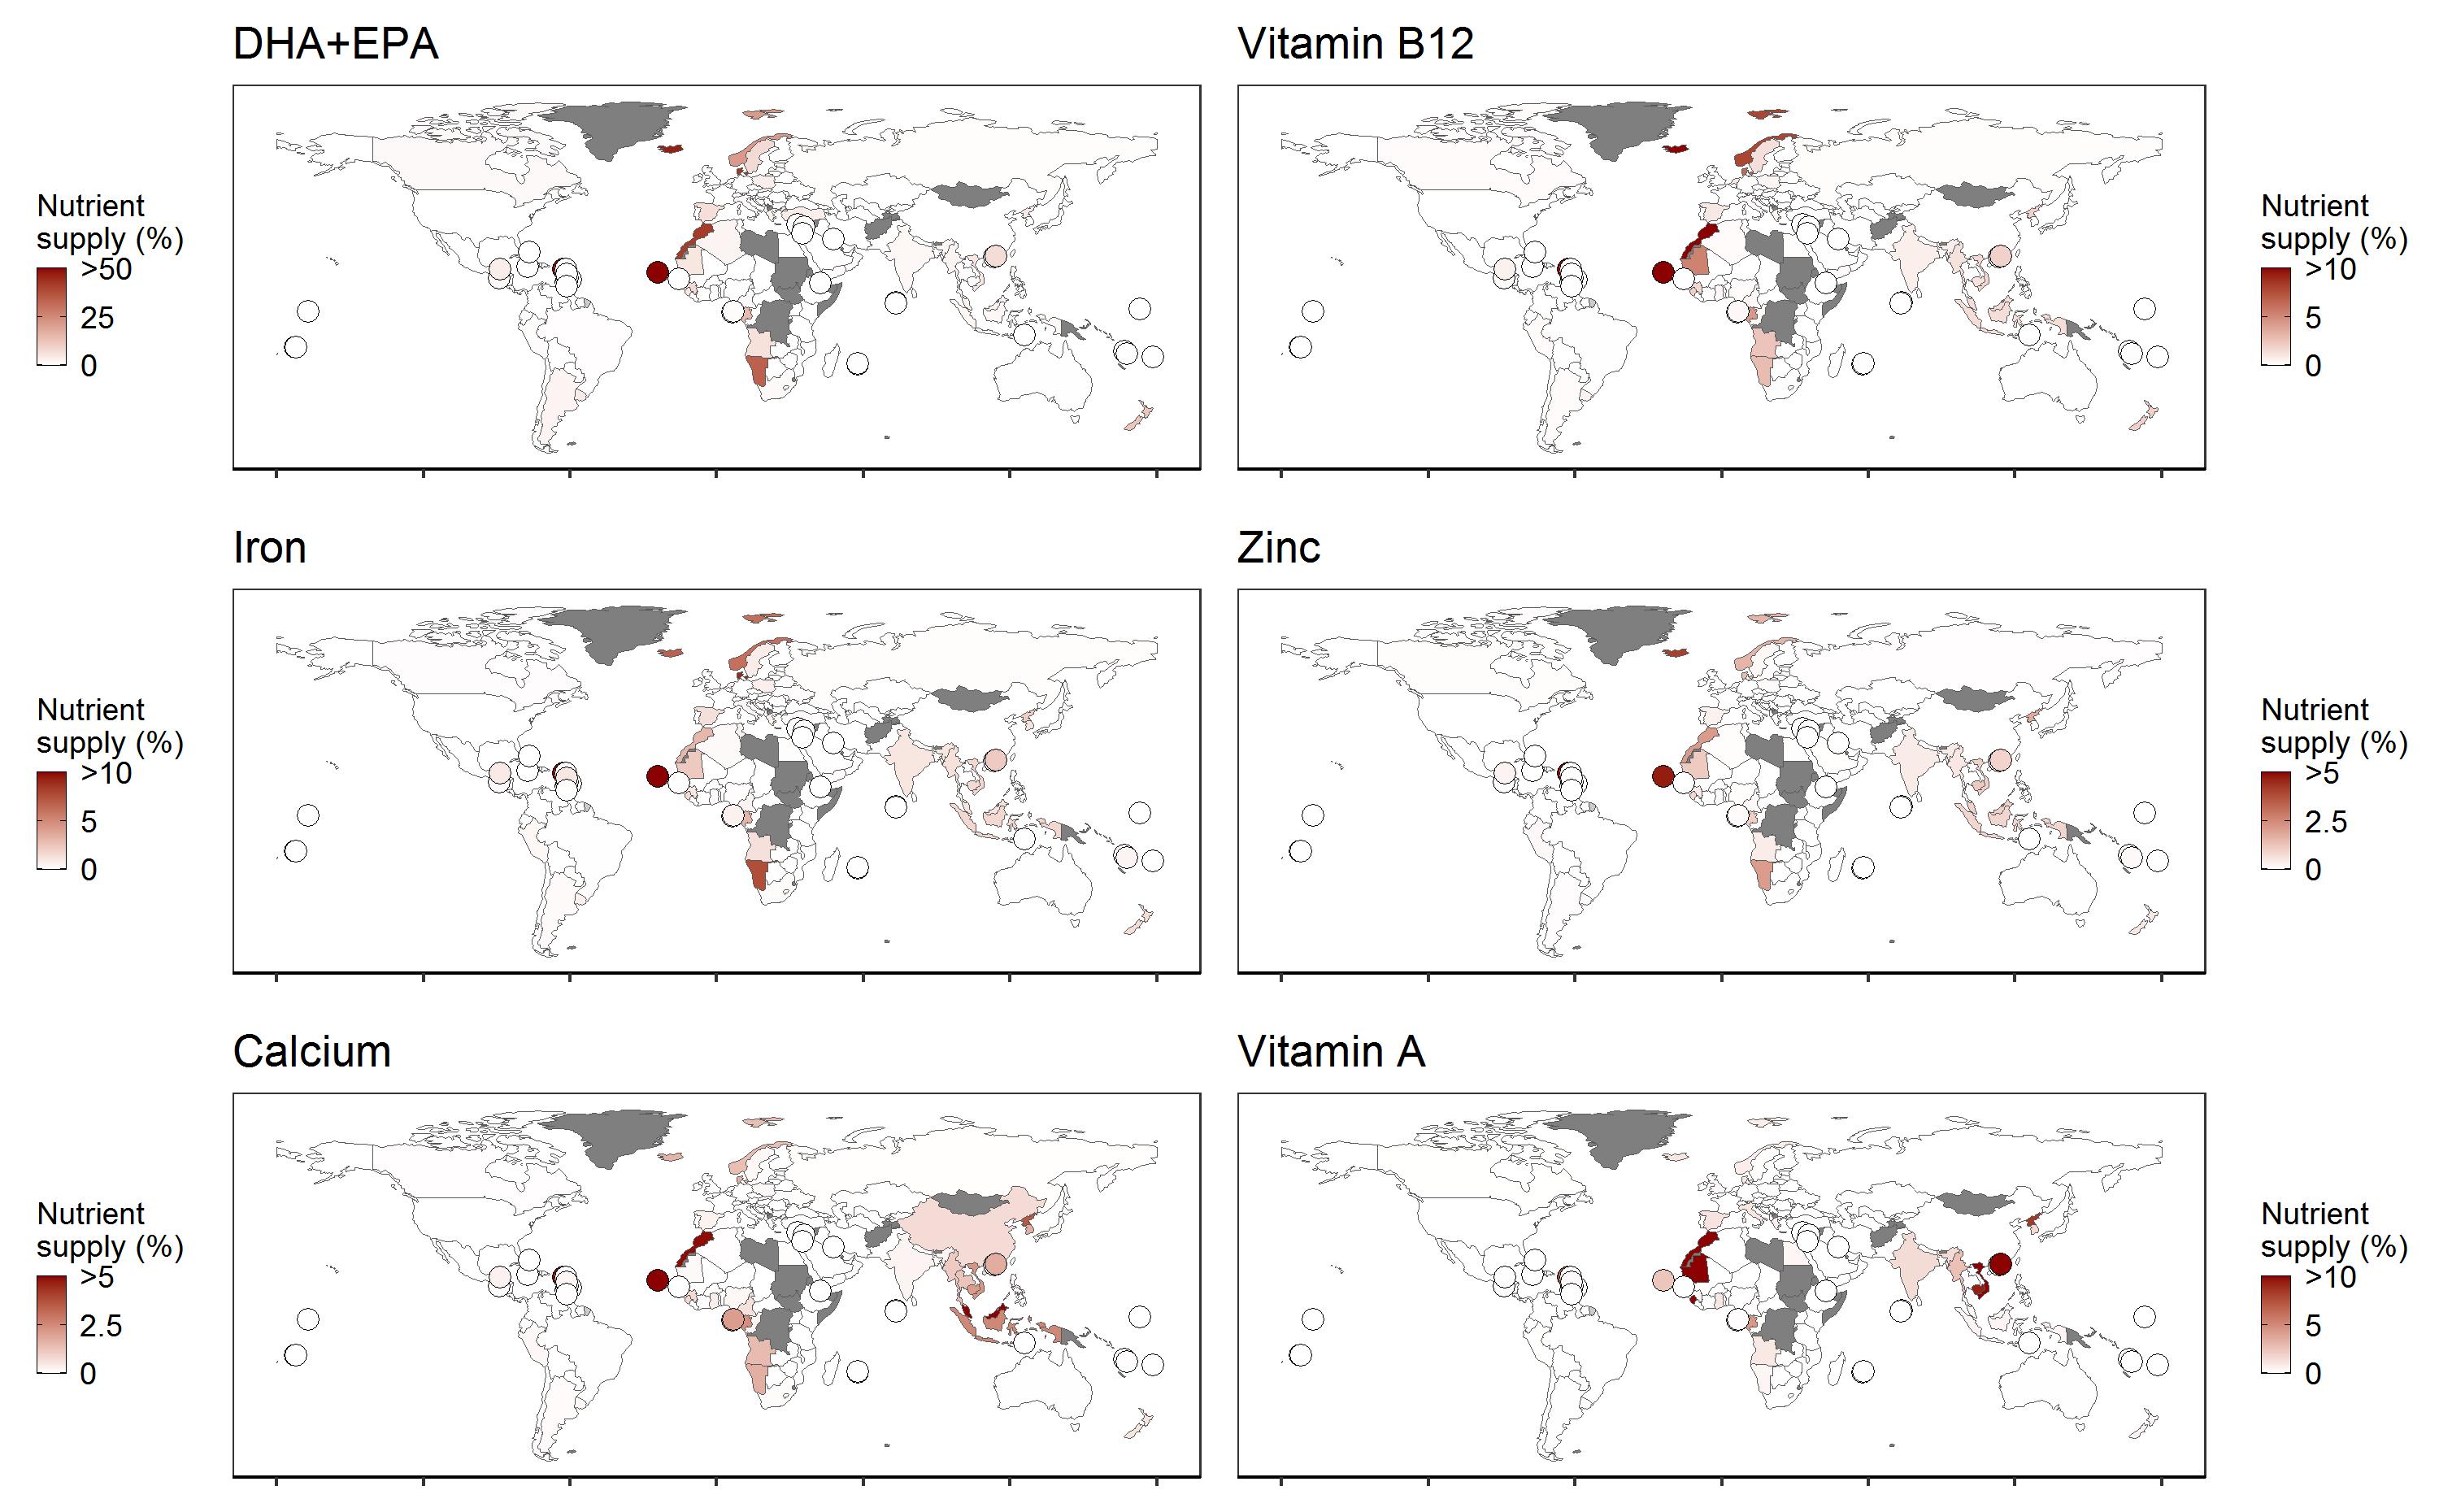 DHA+EPA
Vitamin B12
Nutrient
supply (%)
>50
25
0
Nutrient
supply (%)
>10
5
0
Iron
Zinc
Nutrient
supply (%)
>10
5
0
Nutrient
supply (%)
>5
2.5
0
Calcium
Vitamin A
Nutrient
supply (%)
>5
2.5
0
Nutrient
supply (%)
>10
5
0